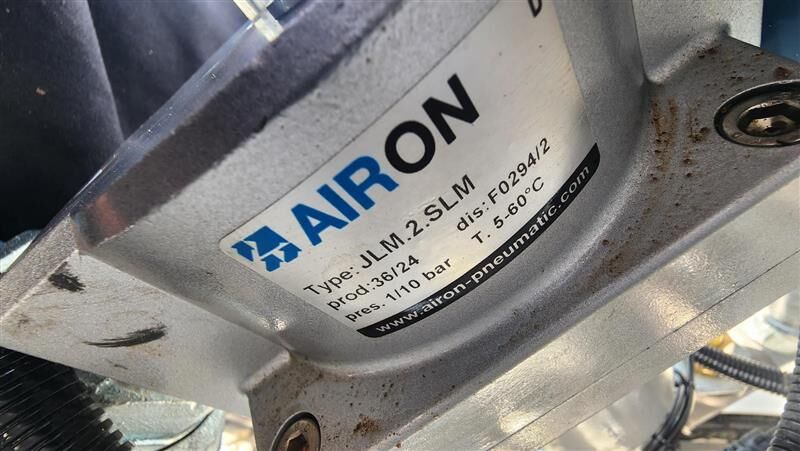 AIRON
Type: JLM.2.SLM
prod:36/24 dis: F0294/2
pres. 1/10 bar T. 5-60°C
www.airon-pneumatic.com